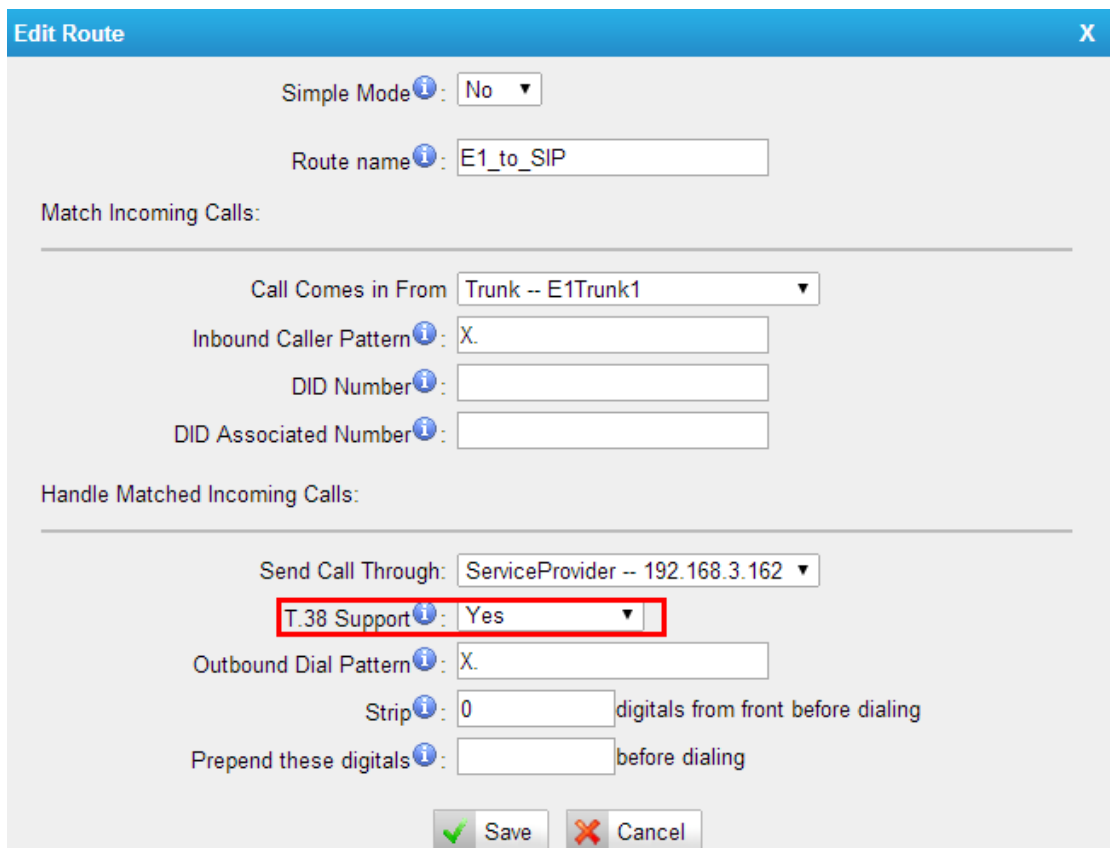 Edit Route X
Simple Mode i : No
Route name i : E1_to_SIP
Match Incoming Calls:
Call Comes in From Trunk -- E1Trunk1
Inbound Caller Pattern i : X.
DID Number i :
DID Associated Number i :
Handle Matched Incoming Calls:
Send Call Through: ServiceProvider -- 192.168.3.162
T.38 Support i : Yes
Outbound Dial Pattern i : X.
Strip i : 0 digitals from front before dialing
Prepend these digitals i : before dialing
Save Cancel